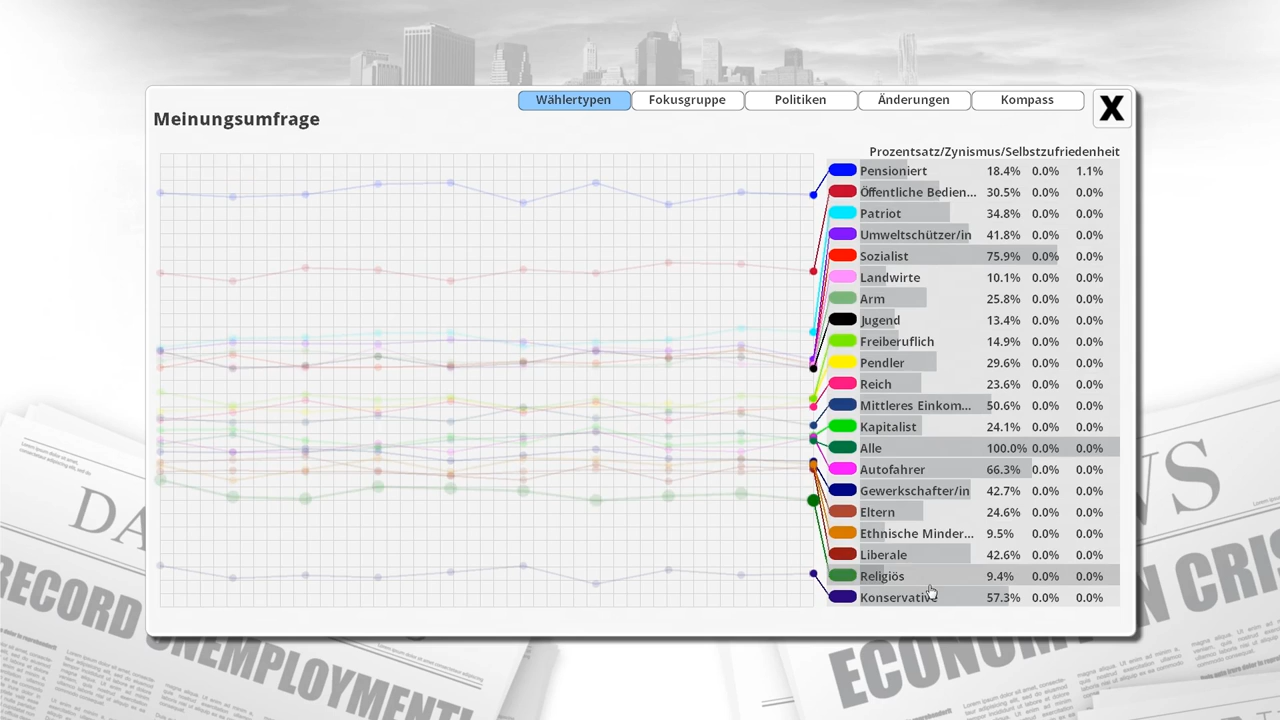 Wählertypen
Fokusgruppe
Politiken
Änderungen
Kompass
X
Meinungsumfrage
Prozentsatz/Zynismus/Selbstzufriedenheit
Pensioniert 18.4% 0.0% 1.1%
Öffentliche Bedien... 30.5% 0.0% 0.0%
Patriot 34.8% 0.0% 0.0%
Umweltschützer/in 41.8% 0.0% 0.0%
Sozialist 75.9% 0.0% 0.0%
Landwirte 10.1% 0.0% 0.0%
Arm 25.8% 0.0% 0.0%
Jugend 13.4% 0.0% 0.0%
Freiberuflich 14.9% 0.0% 0.0%
Pendler 29.6% 0.0% 0.0%
Reich 23.6% 0.0% 0.0%
Mittleres Einkom... 50.6% 0.0% 0.0%
Kapitalist 24.1% 0.0% 0.0%
Alle 100.0% 0.0% 0.0%
Autofahrer 66.3% 0.0% 0.0%
Gewerkschafter/in 42.7% 0.0% 0.0%
Eltern 24.6% 0.0% 0.0%
Ethnische Minder... 9.5% 0.0% 0.0%
Liberale 42.6% 0.0% 0.0%
Religiös 9.4% 0.0% 0.0%
Konservative 57.3% 0.0% 0.0%
DA
WS
RECORD UNEMPLOYMENT!
ECONOMY IN CRIS